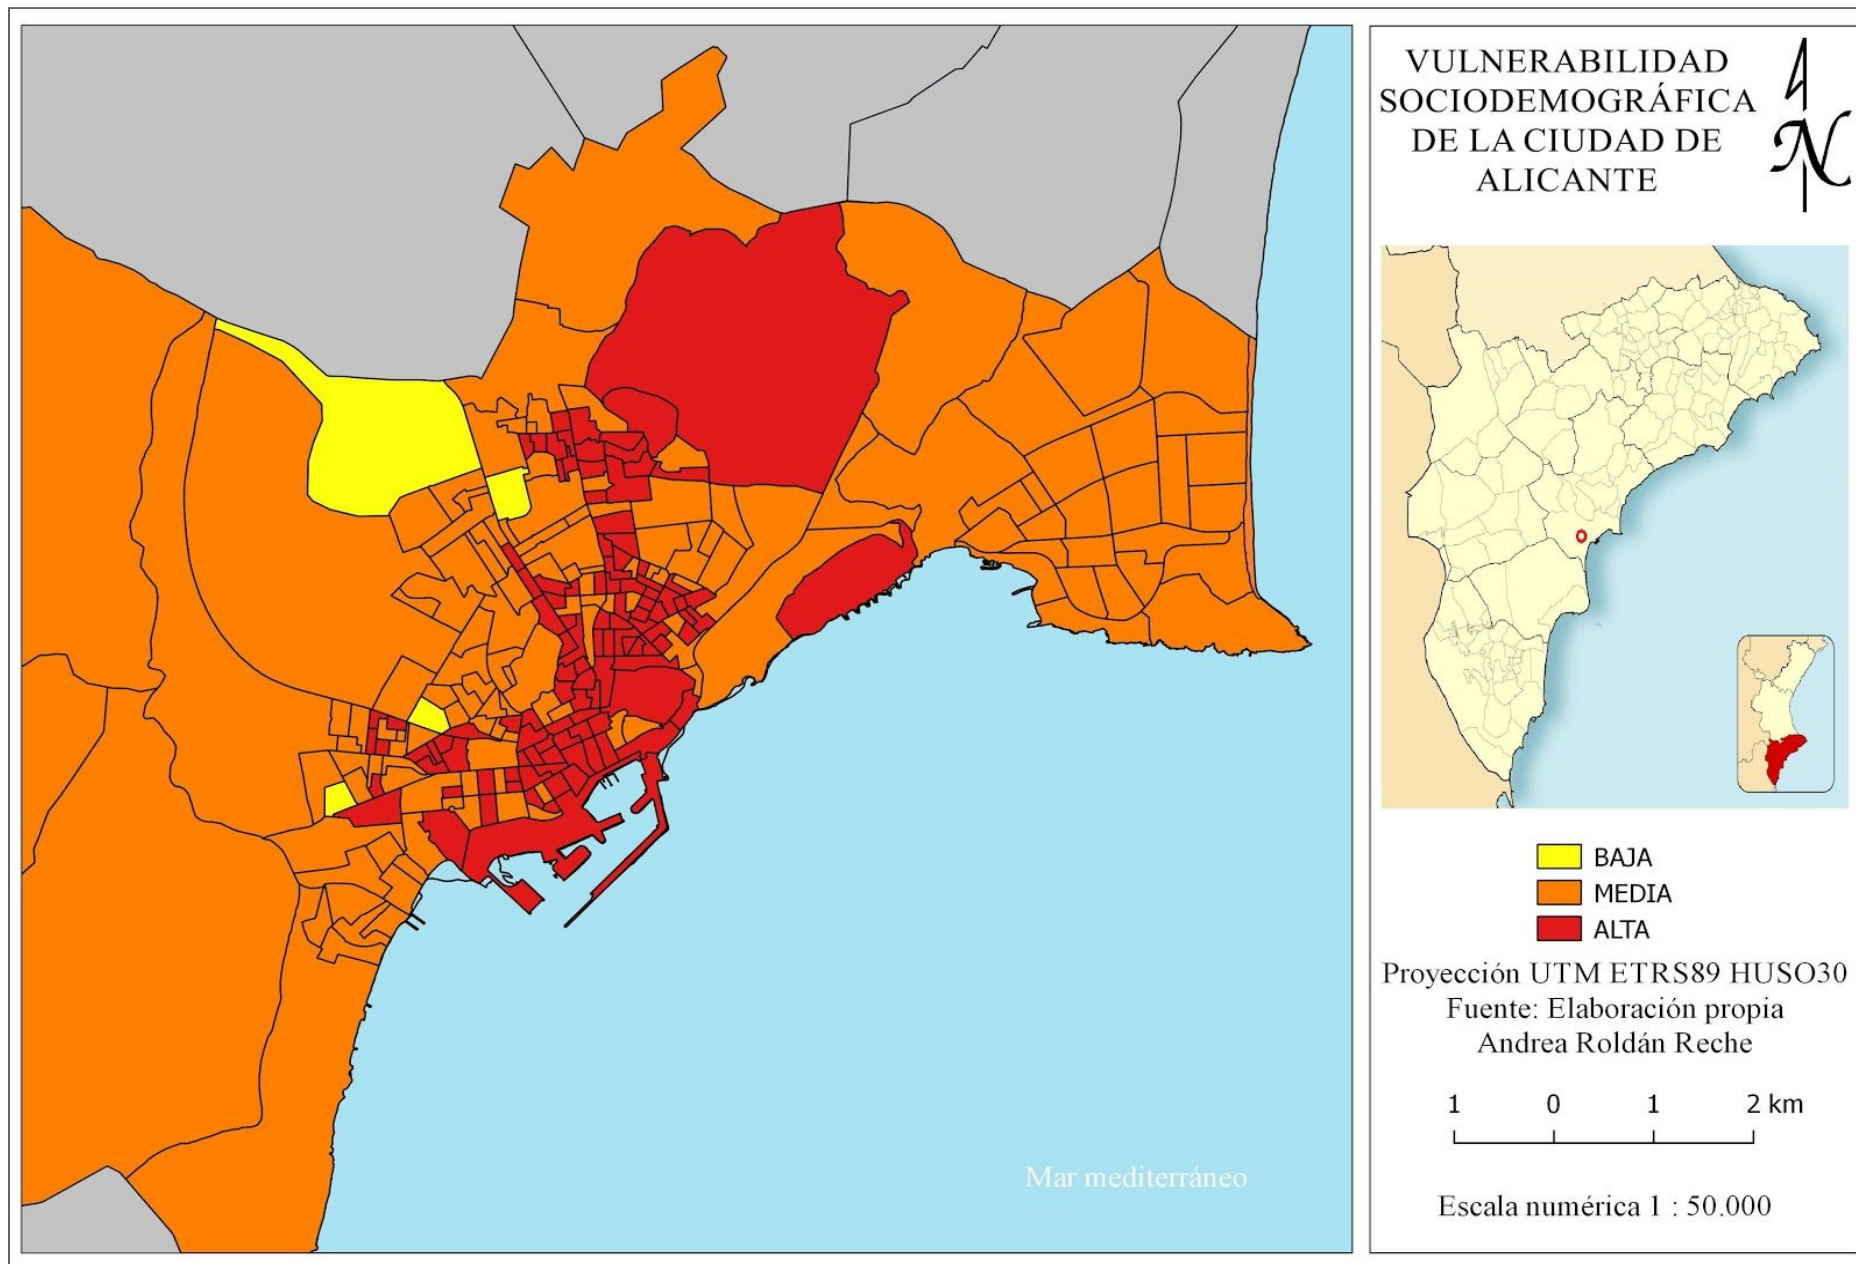 VULNERABILIDAD
SOCIODEMOGRÁFICA
DE LA CIUDAD DE
ALICANTE
N
BAJA
MEDIA
ALTA
Proyección UTM ETRS89 HUSO30
Fuente: Elaboración propia
Andrea Roldán Reche
1 0 1 2 km
Mar mediterráneo
Escala numérica 1 : 50.000